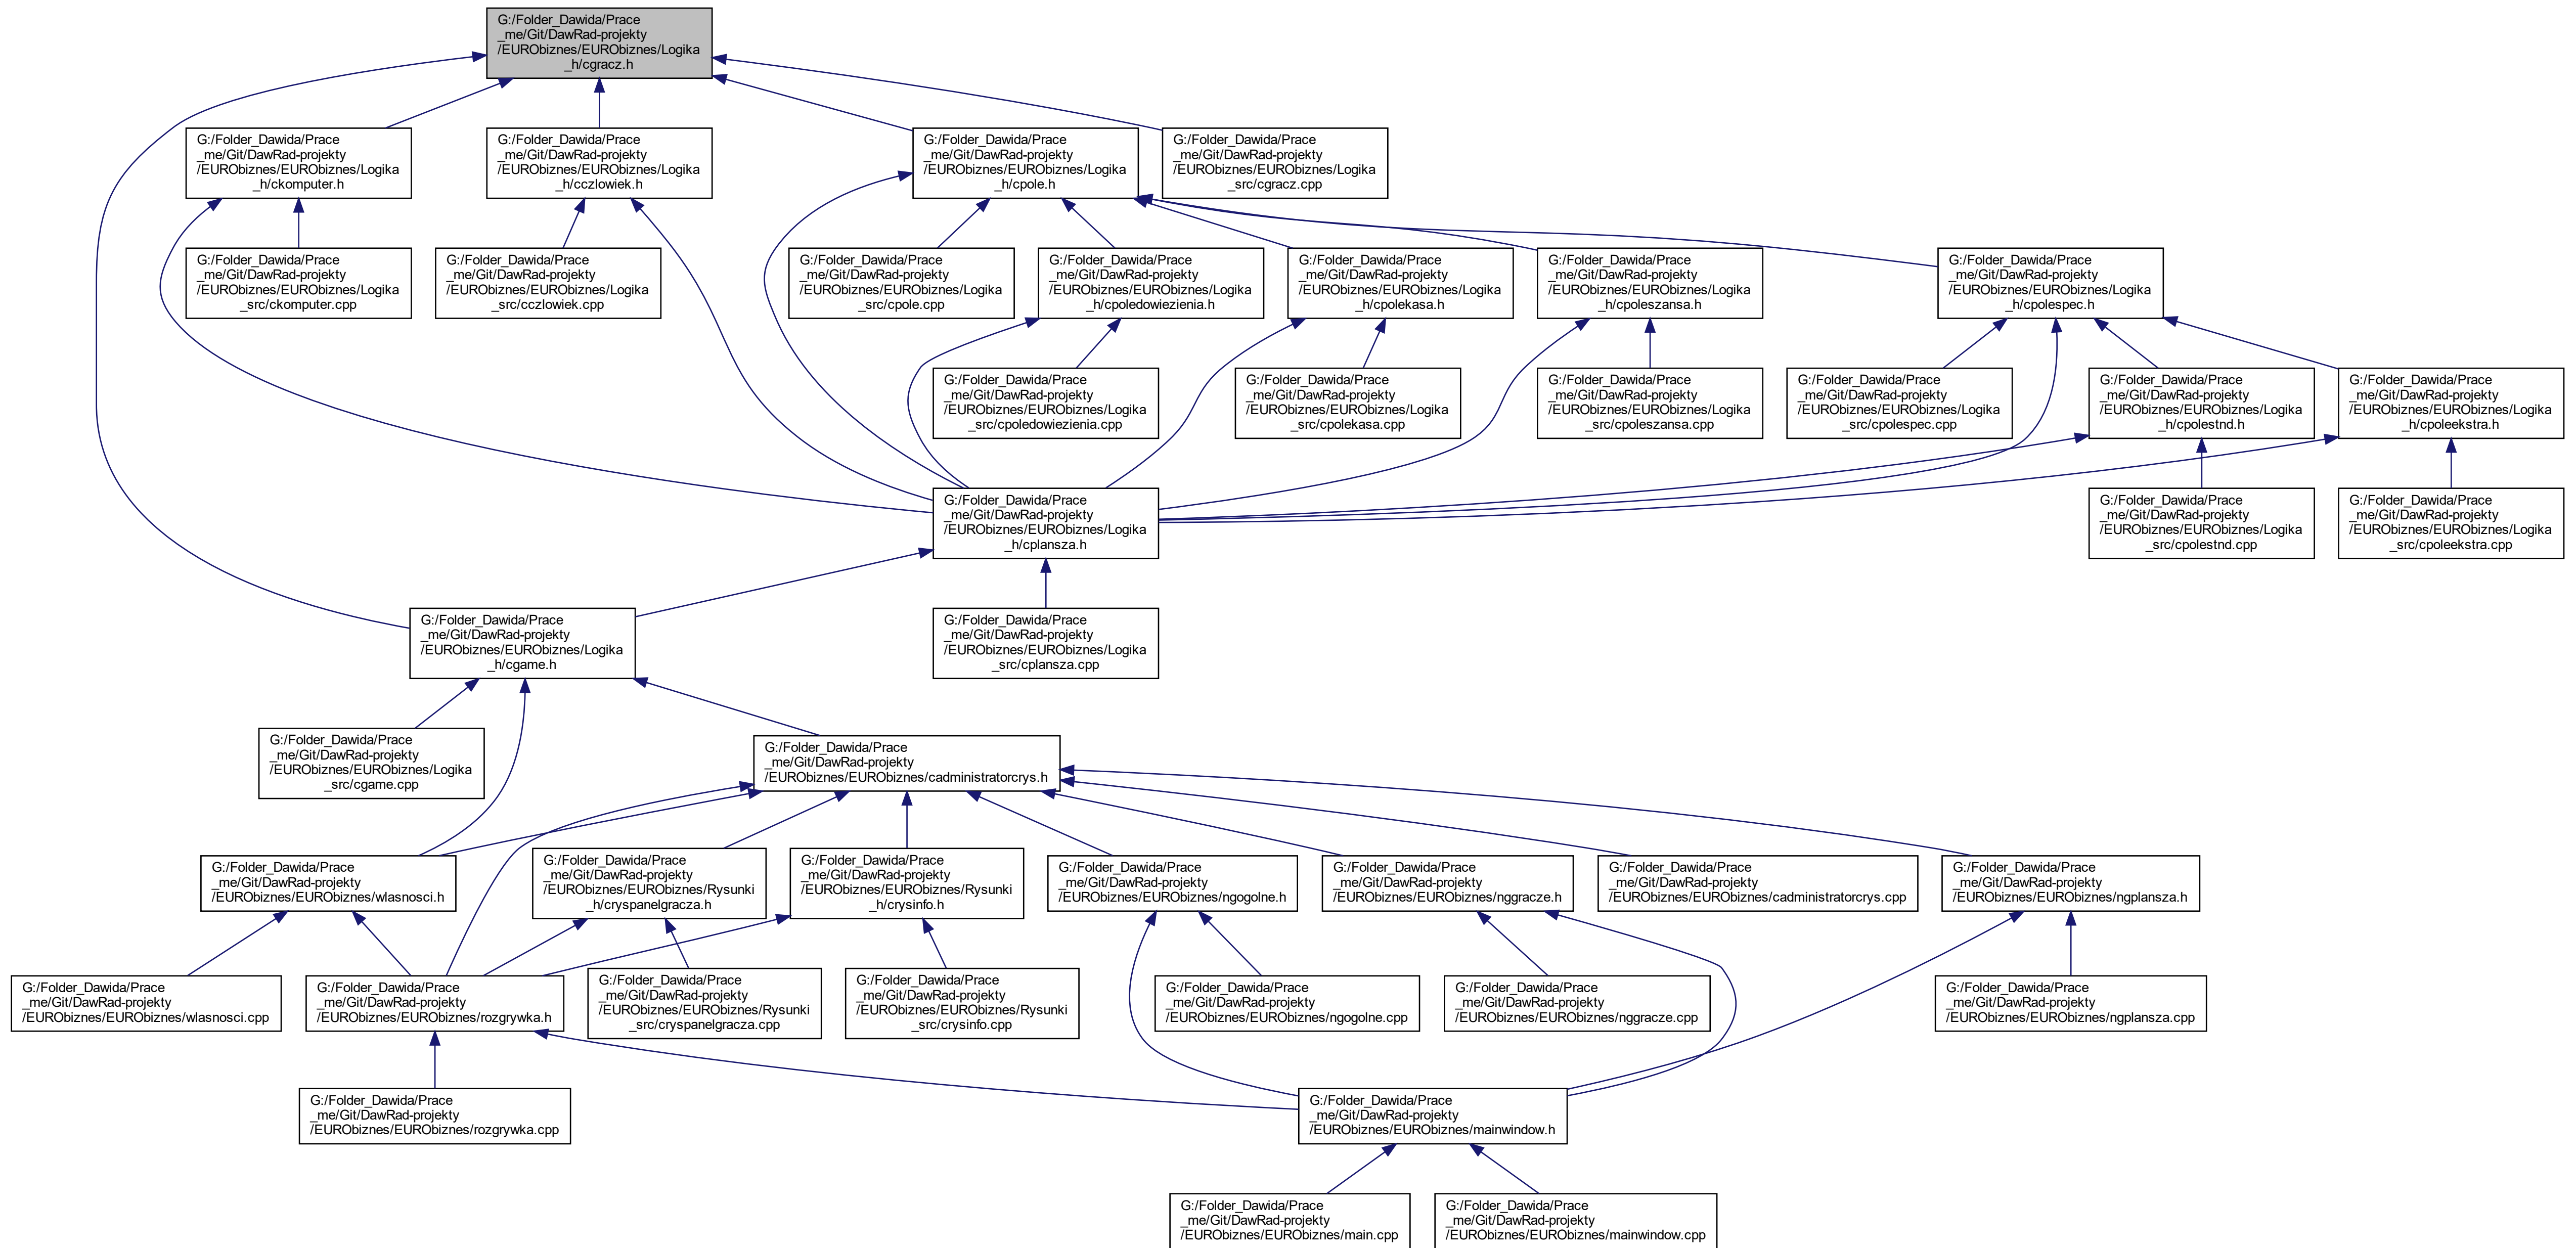 G:/Folder_Dawida/Prace
_me/Git/DawRad-projekty
/EURObiznes/EURObiznes/Logika
_h/cgracz.h
G:/Folder_Dawida/Prace
_me/Git/DawRad-projekty
/EURObiznes/EURObiznes/Logika
_h/ckomputer.h
G:/Folder_Dawida/Prace
_me/Git/DawRad-projekty
/EURObiznes/EURObiznes/Logika
_h/cczlowiek.h
G:/Folder_Dawida/Prace
_me/Git/DawRad-projekty
/EURObiznes/EURObiznes/Logika
_h/cpole.h
G:/Folder_Dawida/Prace
_me/Git/DawRad-projekty
/EURObiznes/EURObiznes/Logika
_src/cgracz.cpp
G:/Folder_Dawida/Prace
_me/Git/DawRad-projekty
/EURObiznes/EURObiznes/Logika
_src/ckomputer.cpp
G:/Folder_Dawida/Prace
_me/Git/DawRad-projekty
/EURObiznes/EURObiznes/Logika
_src/cczlowiek.cpp
G:/Folder_Dawida/Prace
_me/Git/DawRad-projekty
/EURObiznes/EURObiznes/Logika
_src/cpole.cpp
G:/Folder_Dawida/Prace
_me/Git/DawRad-projekty
/EURObiznes/EURObiznes/Logika
_h/cpoledowiezienia.h
G:/Folder_Dawida/Prace
_me/Git/DawRad-projekty
/EURObiznes/EURObiznes/Logika
_h/cpolekasa.h
G:/Folder_Dawida/Prace
_me/Git/DawRad-projekty
/EURObiznes/EURObiznes/Logika
_h/cpoleszansa.h
G:/Folder_Dawida/Prace
_me/Git/DawRad-projekty
/EURObiznes/EURObiznes/Logika
_h/cpolespec.h
G:/Folder_Dawida/Prace
_me/Git/DawRad-projekty
/EURObiznes/EURObiznes/Logika
_src/cpoledowiezienia.cpp
G:/Folder_Dawida/Prace
_me/Git/DawRad-projekty
/EURObiznes/EURObiznes/Logika
_src/cpolekasa.cpp
G:/Folder_Dawida/Prace
_me/Git/DawRad-projekty
/EURObiznes/EURObiznes/Logika
_src/cpoleszansa.cpp
G:/Folder_Dawida/Prace
_me/Git/DawRad-projekty
/EURObiznes/EURObiznes/Logika
_src/cpolespec.cpp
G:/Folder_Dawida/Prace
_me/Git/DawRad-projekty
/EURObiznes/EURObiznes/Logika
_h/cpolestnd.h
G:/Folder_Dawida/Prace
_me/Git/DawRad-projekty
/EURObiznes/EURObiznes/Logika
_h/cpoleekstra.h
G:/Folder_Dawida/Prace
_me/Git/DawRad-projekty
/EURObiznes/EURObiznes/Logika
_h/cplansza.h
G:/Folder_Dawida/Prace
_me/Git/DawRad-projekty
/EURObiznes/EURObiznes/Logika
_src/cpolestnd.cpp
G:/Folder_Dawida/Prace
_me/Git/DawRad-projekty
/EURObiznes/EURObiznes/Logika
_src/cpoleekstra.cpp
G:/Folder_Dawida/Prace
_me/Git/DawRad-projekty
/EURObiznes/EURObiznes/Logika
_h/cgame.h
G:/Folder_Dawida/Prace
_me/Git/DawRad-projekty
/EURObiznes/EURObiznes/Logika
_src/cplansza.cpp
G:/Folder_Dawida/Prace
_me/Git/DawRad-projekty
/EURObiznes/EURObiznes/Logika
_src/cgame.cpp
G:/Folder_Dawida/Prace
_me/Git/DawRad-projekty
/EURObiznes/EURObiznes/cadministratorcrys.h
G:/Folder_Dawida/Prace
_me/Git/DawRad-projekty
/EURObiznes/EURObiznes/wlasnosci.h
G:/Folder_Dawida/Prace
_me/Git/DawRad-projekty
/EURObiznes/EURObiznes/Rysunki
_h/cryspanelgracza.h
G:/Folder_Dawida/Prace
_me/Git/DawRad-projekty
/EURObiznes/EURObiznes/Rysunki
_h/crysinfo.h
G:/Folder_Dawida/Prace
_me/Git/DawRad-projekty
/EURObiznes/EURObiznes/ngogolne.h
G:/Folder_Dawida/Prace
_me/Git/DawRad-projekty
/EURObiznes/EURObiznes/nggracze.h
G:/Folder_Dawida/Prace
_me/Git/DawRad-projekty
/EURObiznes/EURObiznes/cadministratorcrys.cpp
G:/Folder_Dawida/Prace
_me/Git/DawRad-projekty
/EURObiznes/EURObiznes/ngplansza.h
G:/Folder_Dawida/Prace
_me/Git/DawRad-projekty
/EURObiznes/EURObiznes/wlasnosci.cpp
G:/Folder_Dawida/Prace
_me/Git/DawRad-projekty
/EURObiznes/EURObiznes/rozgrywka.h
G:/Folder_Dawida/Prace
_me/Git/DawRad-projekty
/EURObiznes/EURObiznes/Rysunki
_src/cryspanelgracza.cpp
G:/Folder_Dawida/Prace
_me/Git/DawRad-projekty
/EURObiznes/EURObiznes/Rysunki
_src/crysinfo.cpp
G:/Folder_Dawida/Prace
_me/Git/DawRad-projekty
/EURObiznes/EURObiznes/ngogolne.cpp
G:/Folder_Dawida/Prace
_me/Git/DawRad-projekty
/EURObiznes/EURObiznes/nggracze.cpp
G:/Folder_Dawida/Prace
_me/Git/DawRad-projekty
/EURObiznes/EURObiznes/ngplansza.cpp
G:/Folder_Dawida/Prace
_me/Git/DawRad-projekty
/EURObiznes/EURObiznes/rozgrywka.cpp
G:/Folder_Dawida/Prace
_me/Git/DawRad-projekty
/EURObiznes/EURObiznes/mainwindow.h
G:/Folder_Dawida/Prace
_me/Git/DawRad-projekty
/EURObiznes/EURObiznes/main.cpp
G:/Folder_Dawida/Prace
_me/Git/DawRad-projekty
/EURObiznes/EURObiznes/mainwindow.cpp